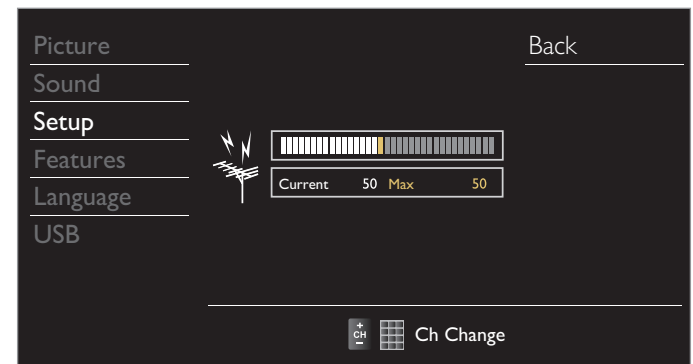 Picture
Back
Sound
Setup
Features
Language
USB
Current 50 Max 50
+
CH
−
Ch Change